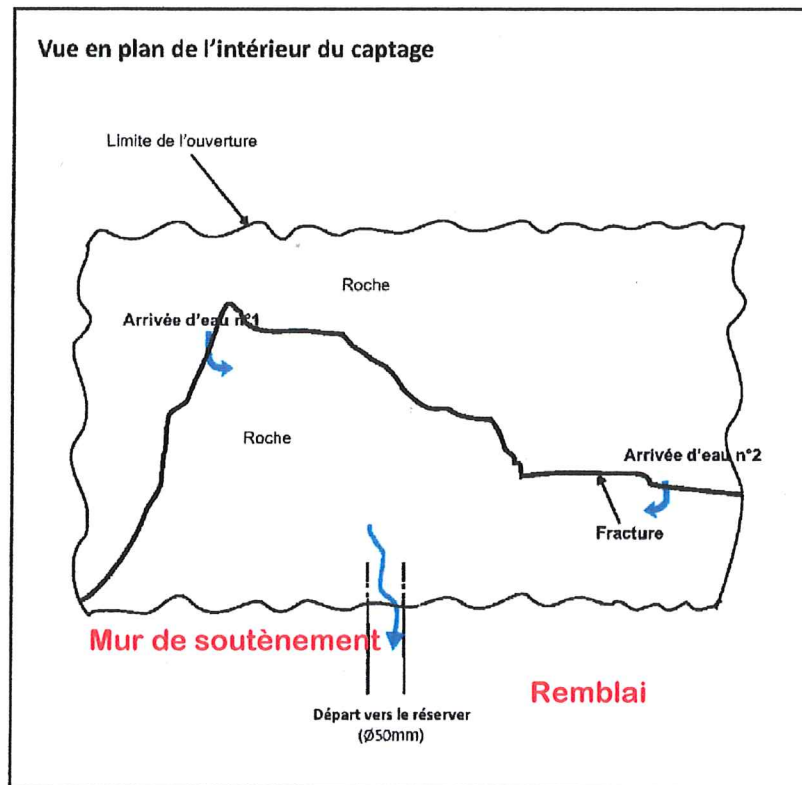 Vue en plan de l'intérieur du captage
Limite de l'ouverture
Roche
Arrivée d'eau n°1
Roche
Arrivée d'eau n°2
Fracture
Mur de soutènement
Remblai
Départ vers le réserver
(Ø50mm)